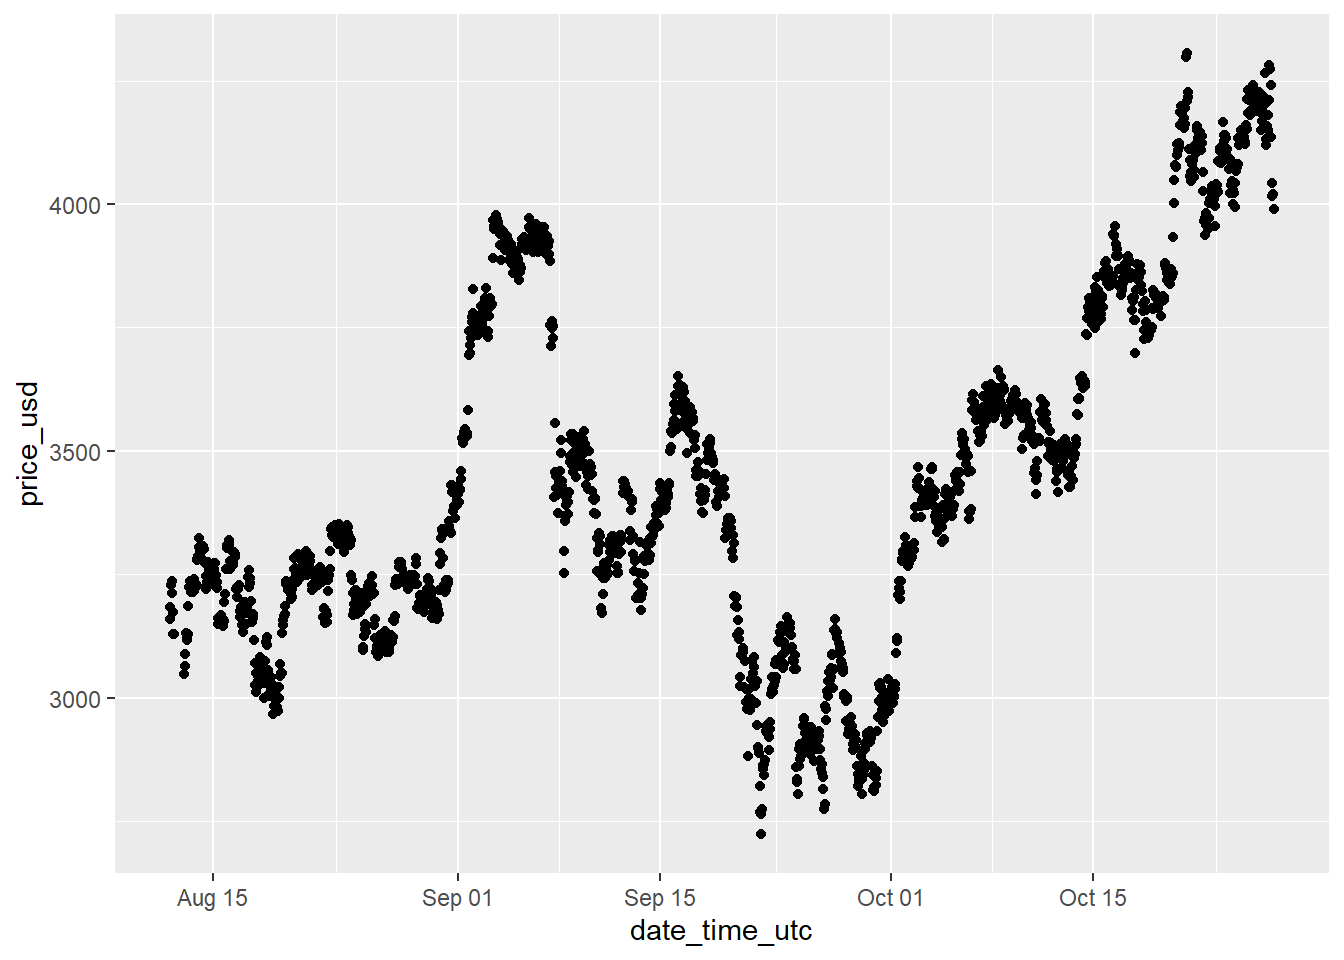 4000
3500
3000
price_usd
Aug 15
Sep 01
Sep 15
Oct 01
Oct 15
date_time_utc